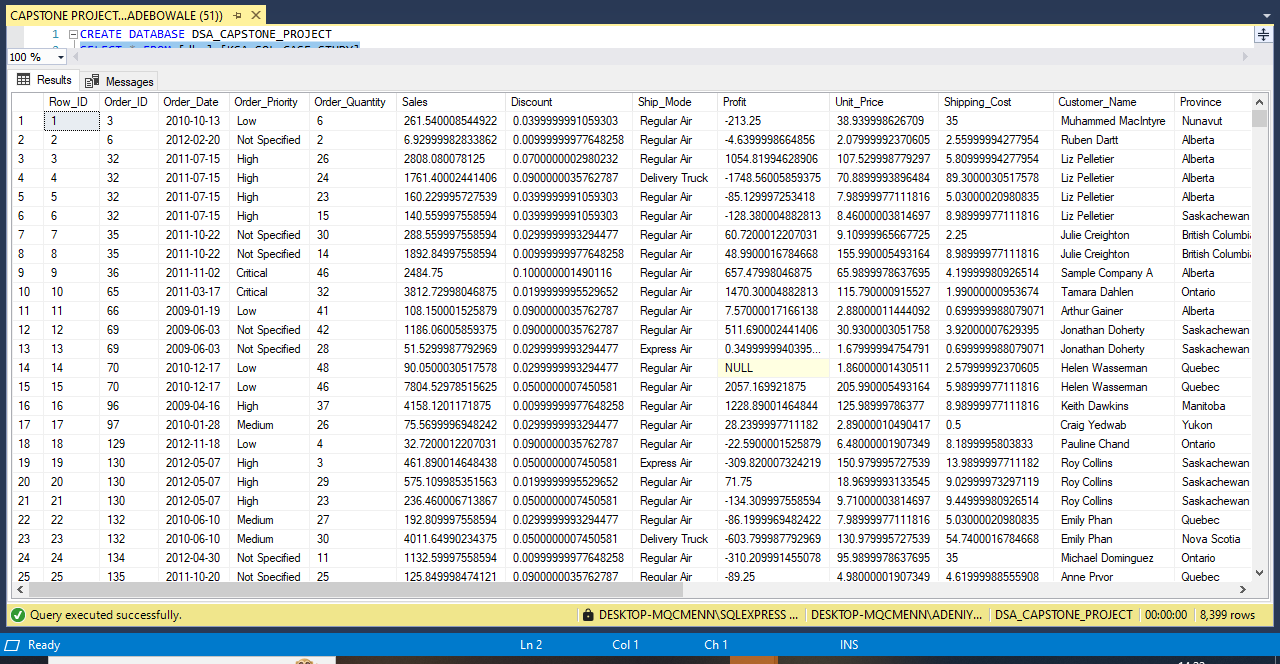 CAPSTONE PROJECT...ADEBOWALE (51))
1 CREATE DATABASE DSA_CAPSTONE_PROJECT
100 %
Results Messages
Row_ID Order_ID Order_Date Order_Priority Order_Quantity Sales Discount Ship_Mode Profit Unit_Price Shipping_Cost Customer_Name Province
1 1 3 2010-10-13 Low 6 261.540008544922 0.0399999991059303 Regular Air -213.25 38.939998626709 35 Muhammed MacIntyre Nunavut
2 2 6 2012-02-20 Not Specified 2 6.92999982833862 0.00999999977648258 Regular Air -4.6399998664856 2.07999992370605 2.55999994277954 Ruben Dartt Alberta
3 3 32 2011-07-15 High 26 2808.080078125 0.0700000002980232 Regular Air 1054.81994628906 107.529998779297 5.80999994277954 Liz Pelletier Alberta
4 4 32 2011-07-15 High 24 1761.40002441406 0.0900000035762787 Delivery Truck -1748.56005859375 70.8899993896484 89.3000030517578 Liz Pelletier Alberta
5 5 32 2011-07-15 High 23 160.229995727539 0.0399999991059303 Regular Air -85.129997253418 7.98999977111816 5.03000020980835 Liz Pelletier Alberta
6 6 32 2011-07-15 High 15 140.559997558594 0.0399999991059303 Regular Air -128.380004882813 8.46000003814697 8.98999977111816 Liz Pelletier Saskachewan
7 7 35 2011-10-22 Not Specified 30 288.559997558594 0.0299999993294477 Regular Air 60.7200012207031 9.10999965667725 2.25 Julie Creighton British Columbi
8 8 35 2011-10-22 Not Specified 14 1892.84997558594 0.00999999977648258 Regular Air 48.9900016784668 155.990005493164 8.98999977111816 Julie Creighton British Columbi
9 9 36 2011-11-02 Critical 46 2484.75 0.100000001490116 Regular Air 657.47998046875 65.9899978637695 4.19999980926514 Sample Company A Alberta
10 10 65 2011-03-17 Critical 32 3812.72998046875 0.0199999995529652 Regular Air 1470.30004882813 115.790000915527 1.99000000953674 Tamara Dahlen Ontario
11 11 66 2009-01-19 Low 41 108.150001525879 0.0900000035762787 Regular Air 7.57000017166138 2.88000011444092 0.699999988079071 Arthur Gainer Alberta
12 12 69 2009-06-03 Not Specified 42 1186.06005859375 0.0900000035762787 Regular Air 511.690002441406 30.9300003051758 3.92000007629395 Jonathan Doherty Saskachewan
13 13 69 2009-06-03 Not Specified 28 51.5299987792969 0.0299999993294477 Express Air 0.3499999940395... 1.67999994754791 0.699999988079071 Jonathan Doherty Saskachewan
14 14 70 2010-12-17 Low 48 90.0500030517578 0.0299999993294477 Regular Air NULL 1.86000001430511 2.57999992370605 Helen Wasserman Quebec
15 15 70 2010-12-17 Low 46 7804.52978515625 0.0500000007450581 Regular Air 2057.169921875 205.990005493164 5.98999977111816 Helen Wasserman Quebec
16 16 96 2009-04-16 High 37 4158.1201171875 0.00999999977648258 Regular Air 1228.89001464844 125.98999786377 8.98999977111816 Keith Dawkins Manitoba
17 17 97 2010-01-28 Medium 26 75.5699996948242 0.0299999993294477 Regular Air 28.2399997711182 2.89000010490417 0.5 Craig Yedwab Yukon
18 18 129 2012-11-18 Low 4 32.7200012207031 0.0900000035762787 Regular Air -22.5900001525879 6.48000001907349 8.1899995803833 Pauline Chand Ontario
19 19 130 2012-05-07 High 3 461.890014648438 0.0500000007450581 Express Air -309.820007324219 150.979995727539 13.9899997711182 Roy Collins Saskachewan
20 20 130 2012-05-07 High 29 575.109985351563 0.0199999995529652 Regular Air 71.75 18.9699993133545 9.02999973297119 Roy Collins Saskachewan
21 21 130 2012-05-07 High 23 236.460006713867 0.0500000007450581 Regular Air -134.309997558594 9.71000003814697 9.44999980926514 Roy Collins Saskachewan
22 22 132 2010-06-10 Medium 27 192.809997558594 0.0299999993294477 Regular Air -86.1999969482422 7.98999977111816 5.03000020980835 Emily Phan Quebec
23 23 132 2010-06-10 Medium 30 4011.64990234375 0.0500000007450581 Delivery Truck -603.799987792969 130.979995727539 54.7400016784668 Emily Phan Nova Scotia
24 24 134 2012-04-30 Not Specified 11 1132.59997558594 0.00999999977648258 Regular Air -310.209991455078 95.9899978637695 35 Michael Dominguez Ontario
25 25 135 2011-10-20 Not Specified 25 125.849998474121 0.0900000035762787 Regular Air -89.25 4.98000001907349 4.61999988555908 Anne Pryor Quebec
Query executed successfully. DESKTOP-MQCMENN\SQLEXPRESS ... DESKTOP-MQCMENN\ADENIY... DSA_CAPSTONE_PROJECT 00:00:00 8,399 rows
Ready Ln 2 Col 1 Ch 1 INS